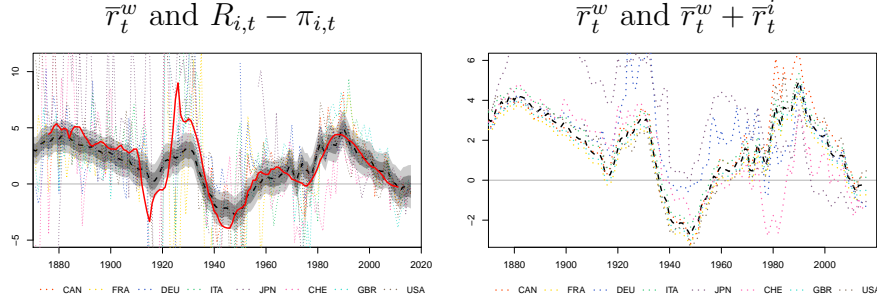 r̅ₜʷ and Rᵢ,ₜ − πᵢ,ₜ
10
5
0
−5
1880 1900 1920 1940 1960 1980 2000 2020
CAN FRA DEU ITA JPN CHE GBR USA
r̅ₜʷ and r̅ₜʷ + r̅ₜⁱ
6
4
2
0
−2
1880 1900 1920 1940 1960 1980 2000
CAN FRA DEU ITA JPN CHE GBR USA